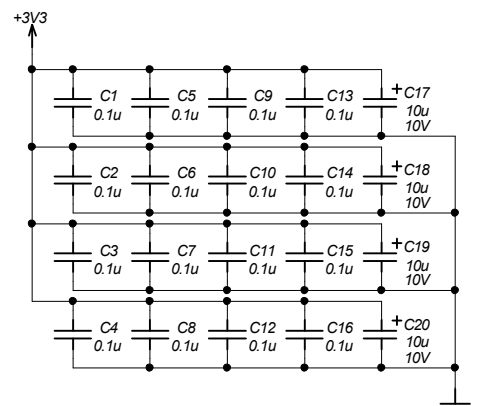 +3V3
C1 C5 C9 C13 +C17
0.1u 0.1u 0.1u 0.1u 10u
10V
C2 C6 C10 C14 +C18
0.1u 0.1u 0.1u 0.1u 10u
10V
C3 C7 C11 C15 +C19
0.1u 0.1u 0.1u 0.1u 10u
10V
C4 C8 C12 C16 +C20
0.1u 0.1u 0.1u 0.1u 10u
10V